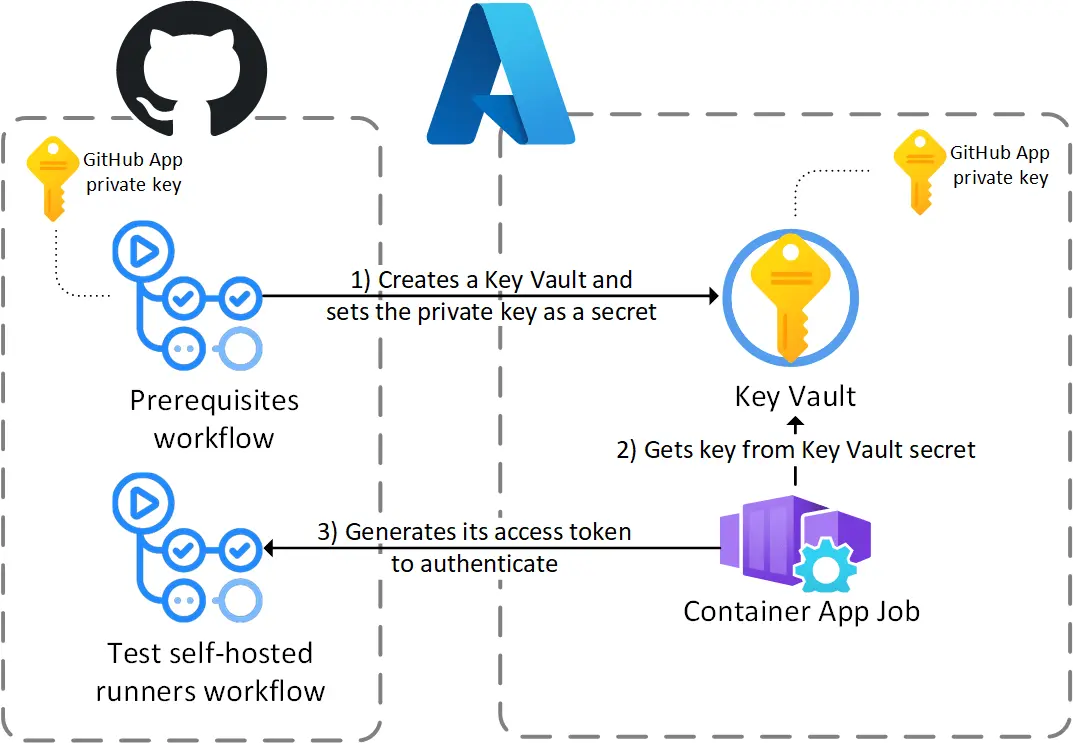 GitHub App
private key
GitHub App
private key
1) Creates a Key Vault and
sets the private key as a secret
Prerequisites
workflow
Key Vault
2) Gets key from Key Vault secret
3) Generates its access token
to authenticate
Container App Job
Test self-hosted
runners workflow